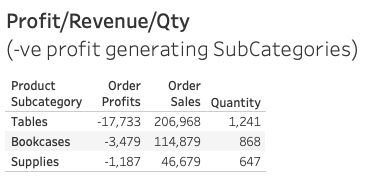 Profit/Revenue/Qty
(-ve profit generating SubCategories)
Product Order Order
Subcategory Profits Sales Quantity
Tables -17,733 206,968 1,241
Bookcases -3,479 114,879 868
Supplies -1,187 46,679 647